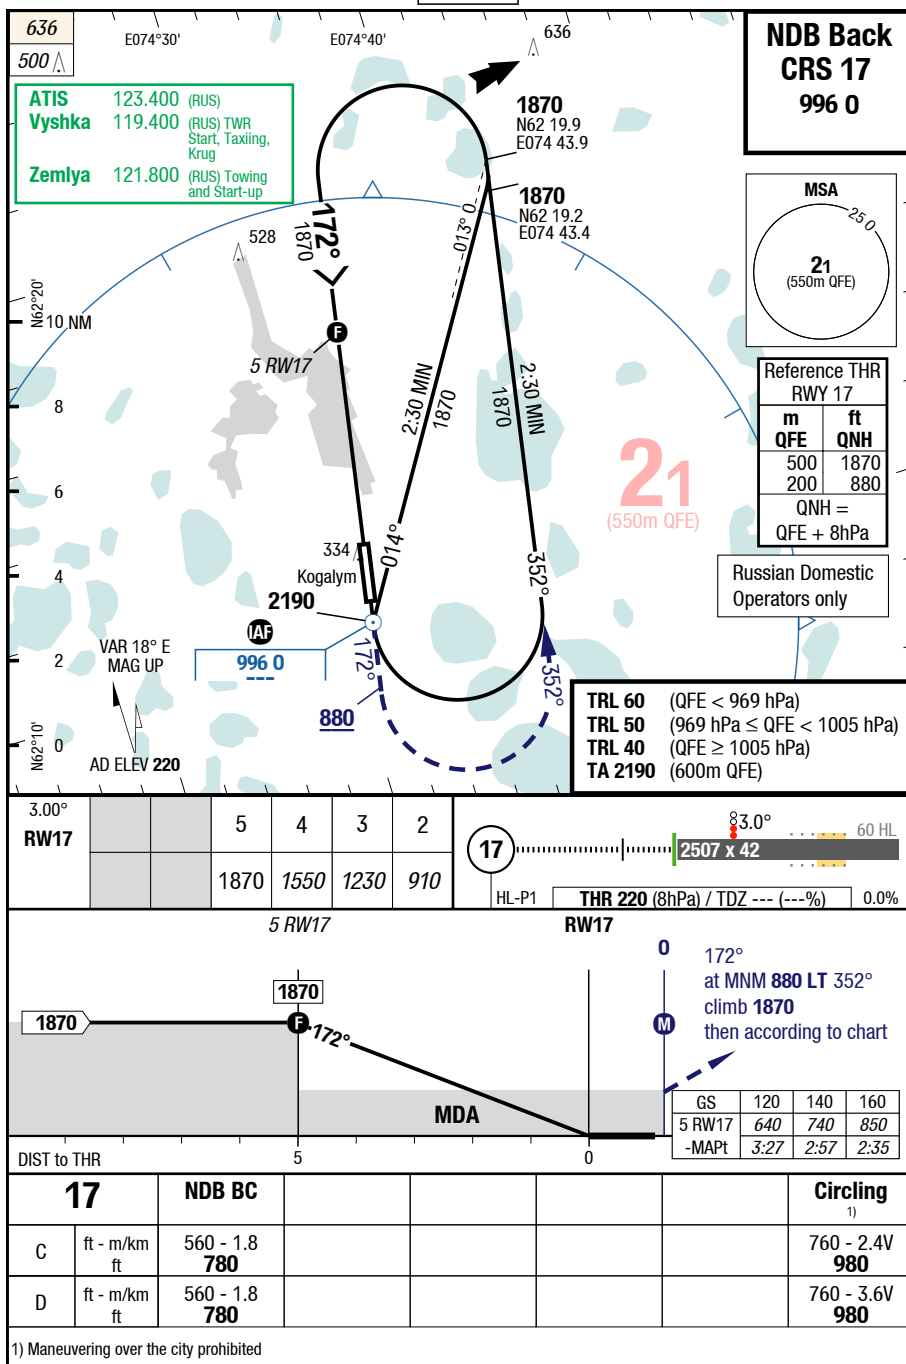 636
500
E074°30'
E074°40'
636
NDB Back
CRS 17
996 O
ATIS 123.400 (RUS)
Vyshka 119.400 (RUS) TWR
Start, Taxiing,
Krug
Zemlya 121.800 (RUS) Towing
and Start-up
1870
N62 19.9
E074 43.9
1870
N62 19.2
E074 43.4
MSA
25 O
21
(550m QFE)
528
172°
1870
013° O
N62°20'
10 NM
8
6
4
2
0
N62°10'
5 RW17
F
2:30 MIN
1870
2:30 MIN
1870
21
(550m QFE)
Reference THR
RWY 17
m ft
QFE QNH
500 1870
200 880
QNH =
QFE + 8hPa
Russian Domestic
Operators only
334
Kogalym
014°
352°
2190
IAF
996 O
172°
352°
880
VAR 18° E
MAG UP
AD ELEV 220
TRL 60 (QFE < 969 hPa)
TRL 50 (969 hPa ≤ QFE < 1005 hPa)
TRL 40 (QFE ≥ 1005 hPa)
TA 2190 (600m QFE)
3.00°
RW17
5 4 3 2
1870 1550 1230 910
17
3.0°
60 HL
2507 x 42
HL-P1
THR 220 (8hPa) / TDZ --- (---%)
0.0%
5 RW17
RW17
O
1870
1870
F
172°
M
MDA
172°
at MNM 880 LT 352°
climb 1870
then according to chart
GS 120 140 160
5 RW17 640 740 850
-MAPt 3:27 2:57 2:35
DIST to THR
5
0
17 NDB BC Circling
1)
C ft - m/km 560 - 1.8 760 - 2.4V
ft 780 980
D ft - m/km 560 - 1.8 760 - 3.6V
ft 780 980
1) Maneuvering over the city prohibited